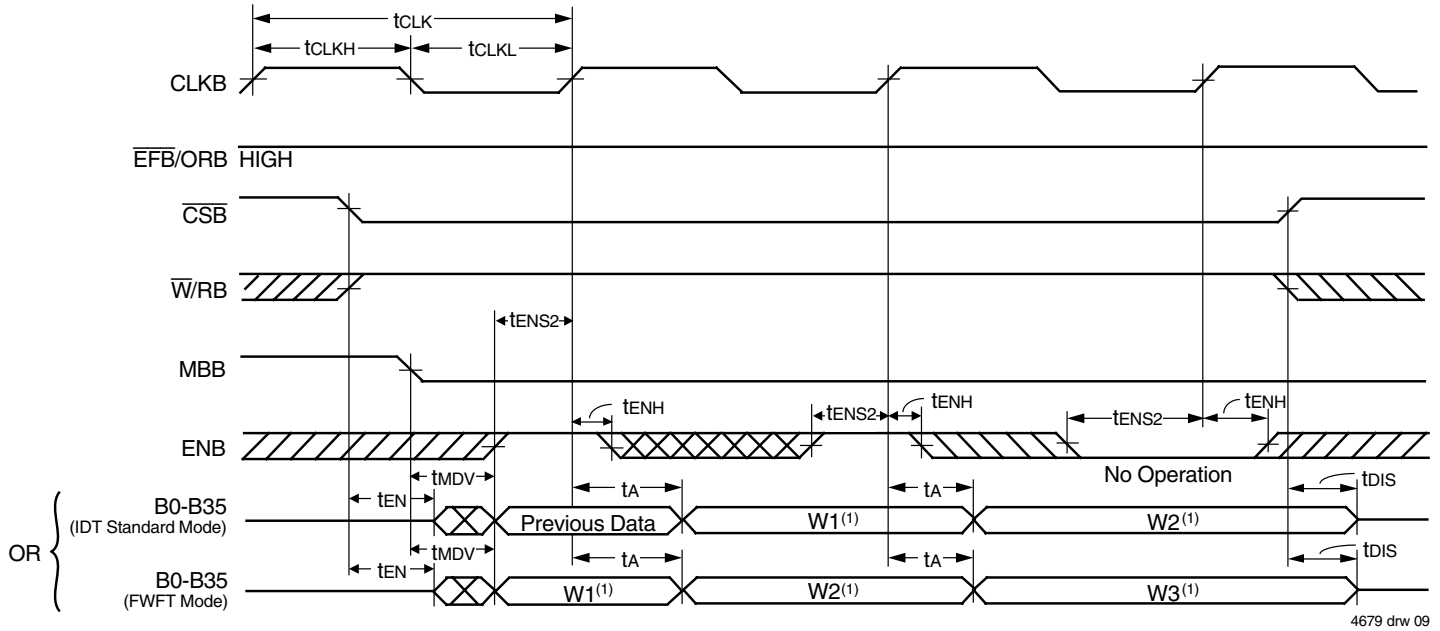 tCLK
tCLKH
tCLKL
CLKB
EFB/ORB HIGH
CSB
W/RB
tENS2
MBB
tENH
tENS2
tENH
tENS2
tENH
ENB
No Operation
tMDV
tEN
tA
tA
tDIS
B0-B35
(IDT Standard Mode)
Previous Data
W1(1)
W2(1)
OR
tMDV
tEN
tA
tA
tDIS
B0-B35
(FWFT Mode)
W1(1)
W2(1)
W3(1)
4679 drw 09